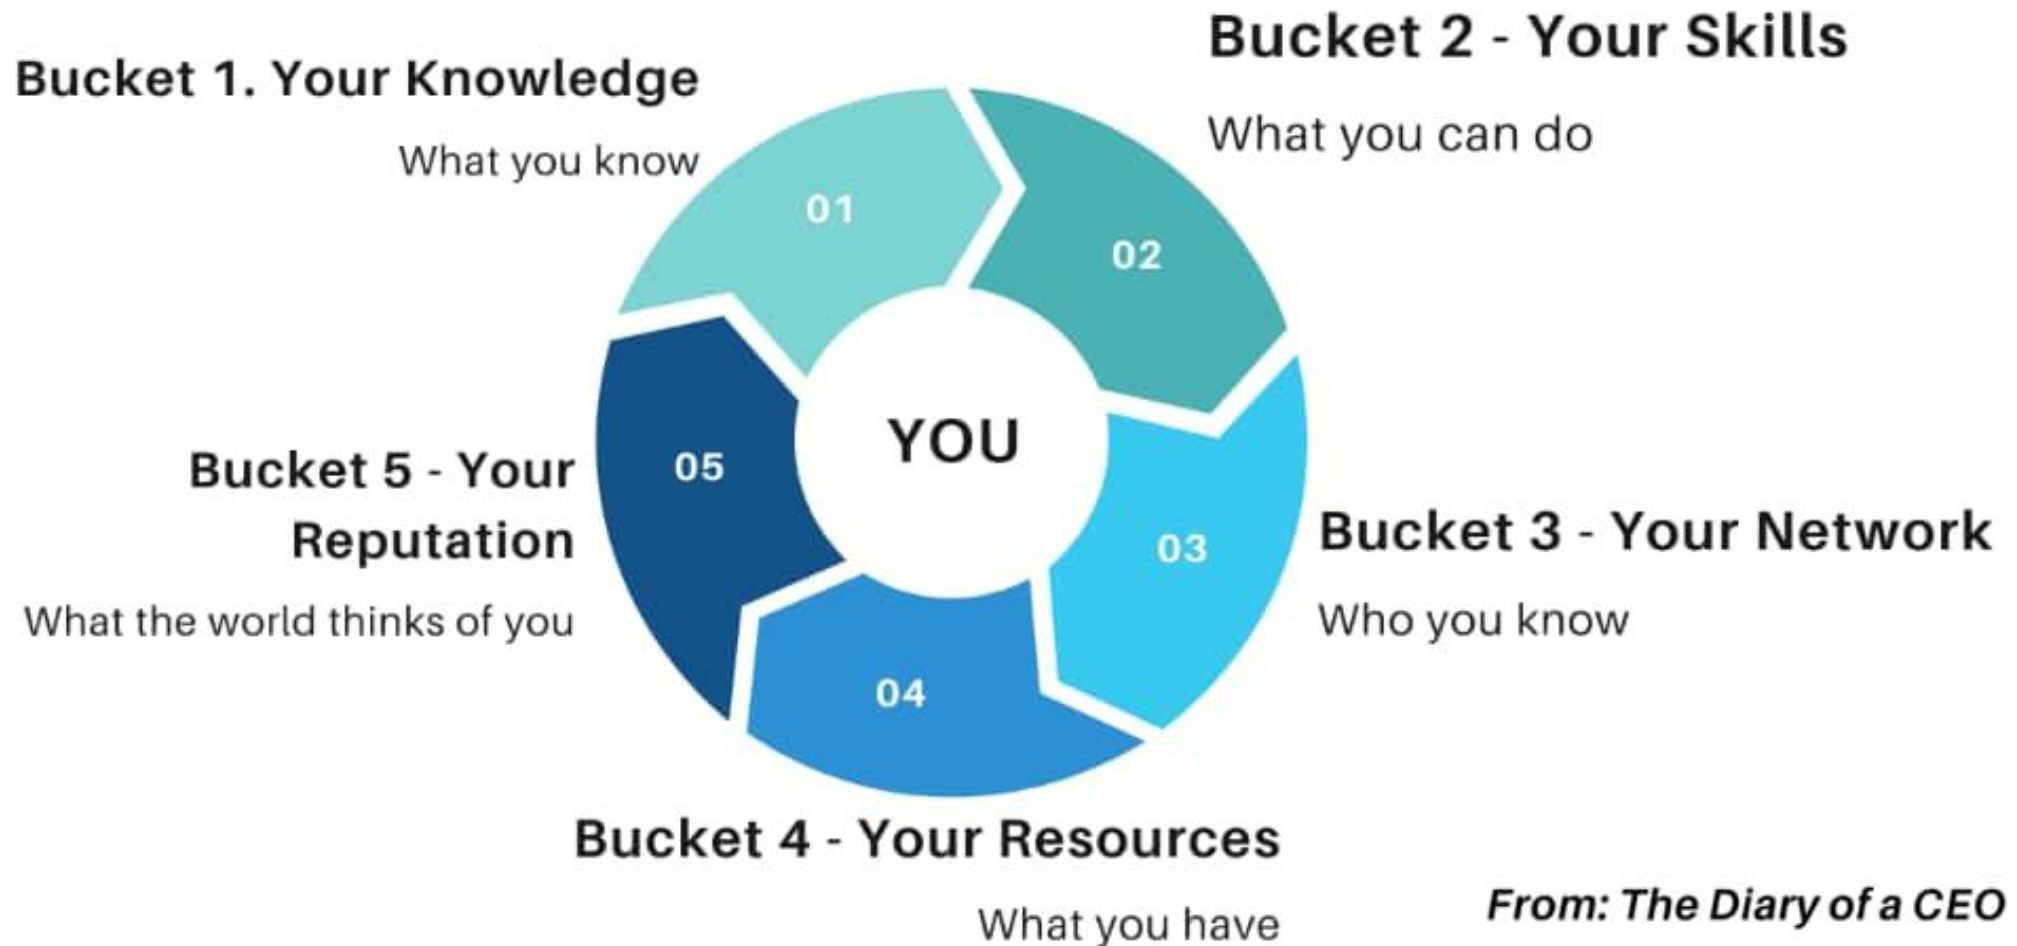 Bucket 1. Your Knowledge
What you know
01
Bucket 2 - Your Skills
What you can do
02
Bucket 3 - Your Network
Who you know
03
Bucket 4 - Your Resources
What you have
04
Bucket 5 - Your
Reputation
What the world thinks of you
05
YOU
From: The Diary of a CEO